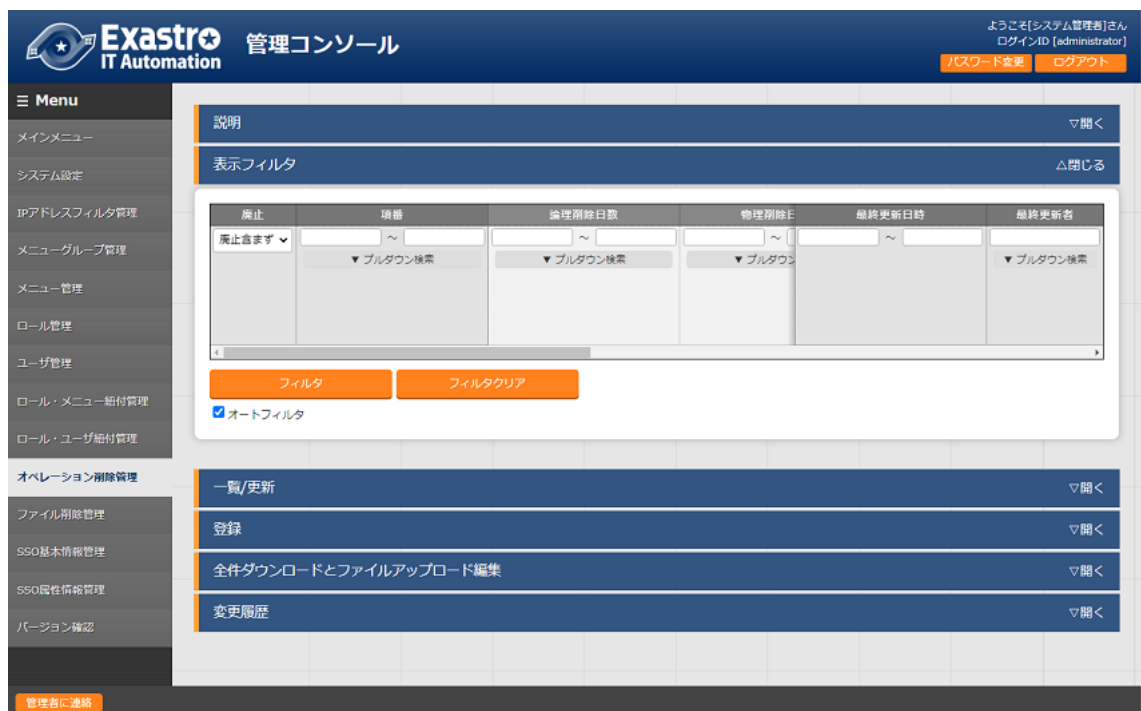 Exastro
IT Automation
管理コンソール
ようこそ[システム管理者]さん
ログインID [administrator]
パスワード変更 ログアウト
☰ Menu
メインメニュー
システム設定
IPアドレスフィルタ管理
メニューグループ管理
メニュー管理
ロール管理
ユーザ管理
ロール・メニュー紐付管理
ロール・ユーザ紐付管理
オペレーション削除管理
ファイル削除管理
SSO基本情報管理
SSO属性情報管理
バージョン確認
説明 ▽開く
表示フィルタ △閉じる
廃止 項番 論理削除日数 物理削除日 最終更新日時 最終更新者
廃止含まず ～ ～ ～ ～
▼ プルダウン検索 ▼ プルダウン検索 ▼ プルダウン ▼ プルダウン検索
フィルタ フィルタクリア
オートフィルタ
一覧/更新 ▽開く
登録 ▽開く
全件ダウンロードとファイルアップロード編集 ▽開く
変更履歴 ▽開く
管理者に連絡